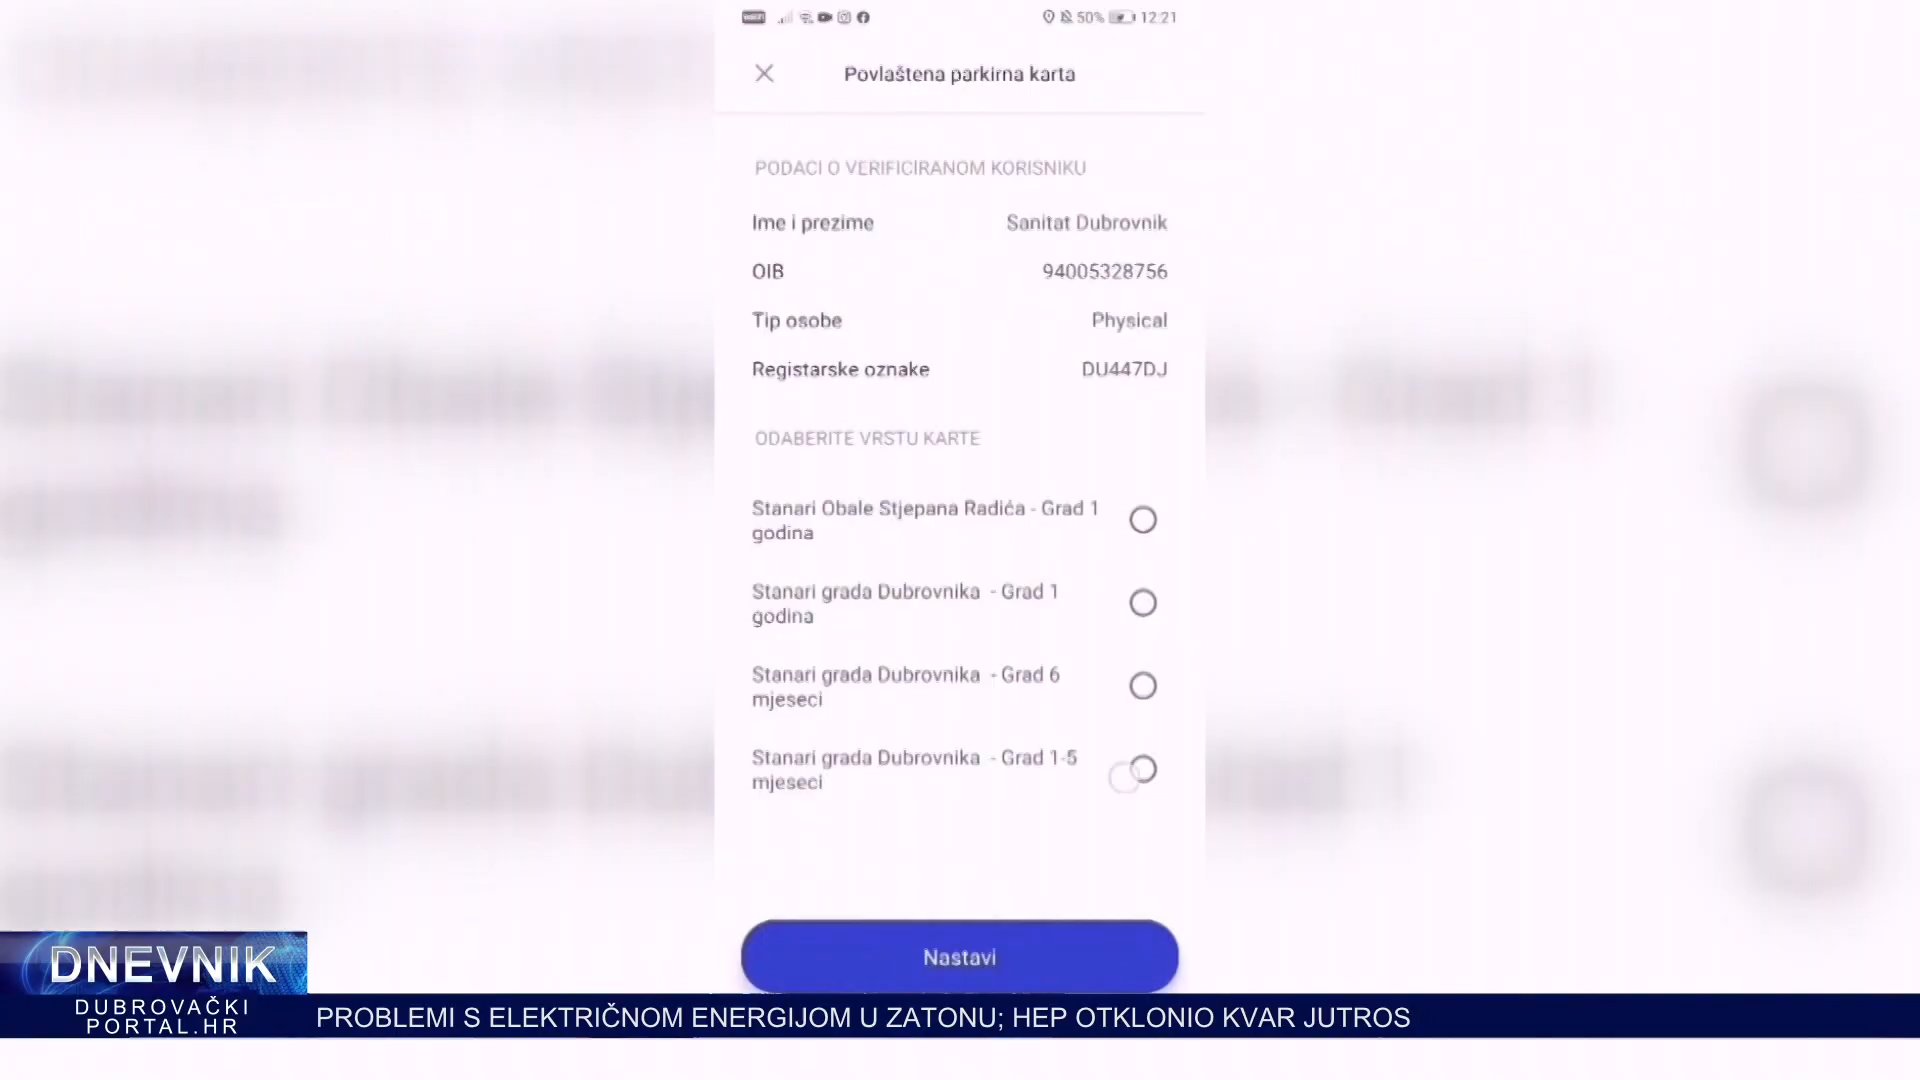 50% 12:21
Povlaštena parkirna karta
PODACI O VERIFICIRANOM KORISNIKU
Ime i prezime Sanitat Dubrovnik
OIB 94005328756
Tip osobe Physical
Registarske oznake DU447DJ
ODABERITE VRSTU KARTE
Stanari Obale Stjepana Radića - Grad 1
godina
Stanari grada Dubrovnika - Grad 1
godina
Stanari grada Dubrovnika - Grad 6
mjeseci
Stanari grada Dubrovnika - Grad 1-5
mjeseci
Nastavi
DNEVNIK
DUBROVAČKI
PORTAL.HR
PROBLEMI S ELEKTRIČNOM ENERGIJOM U ZATONU; HEP OTKLONIO KVAR JUTROS